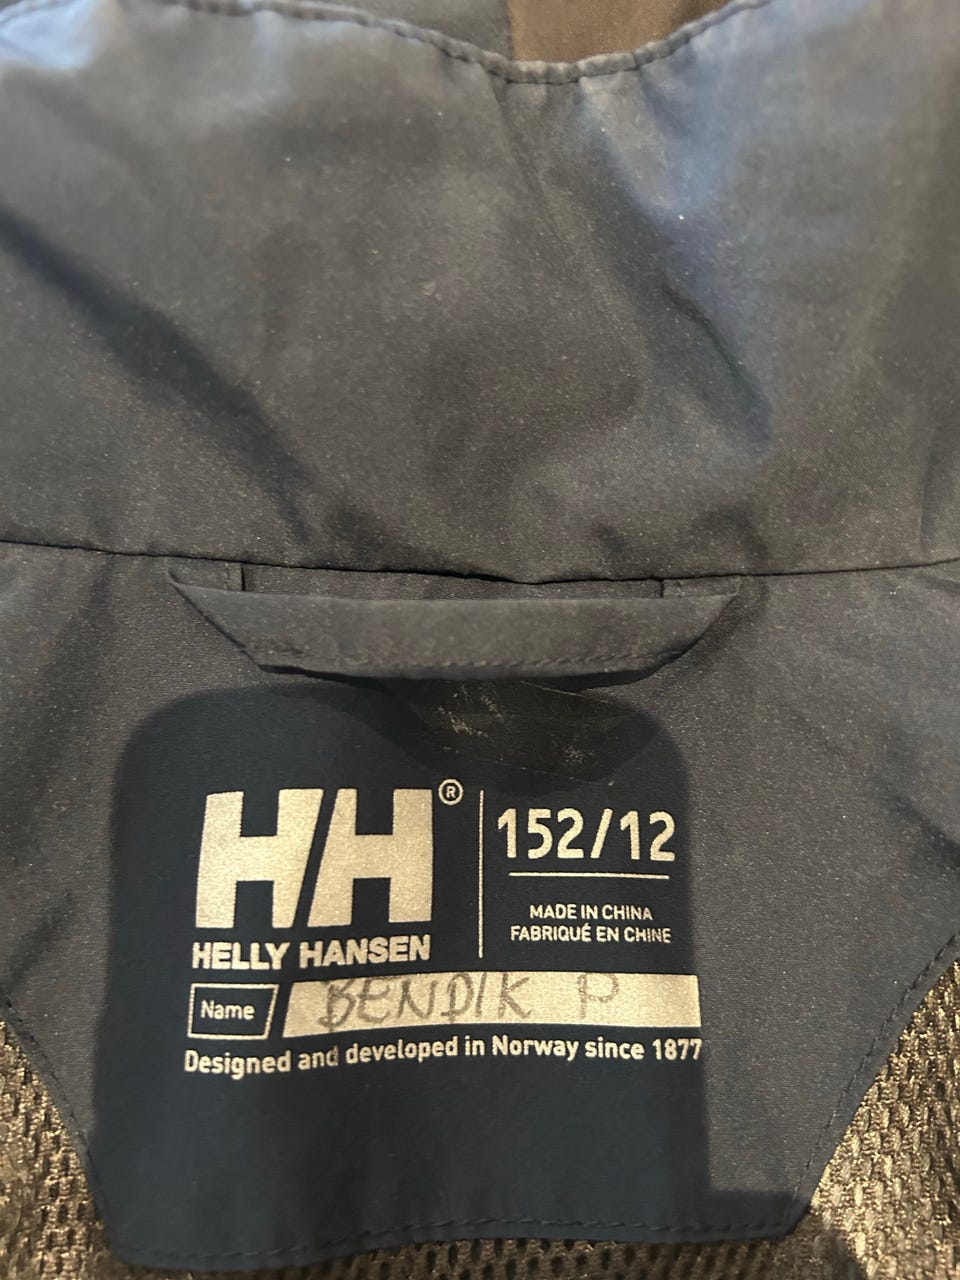 HH®
152/12
MADE IN CHINA
FABRIQUÉ EN CHINE
HELLY HANSEN
Name BENDIK P
Designed and developed in Norway since 1877